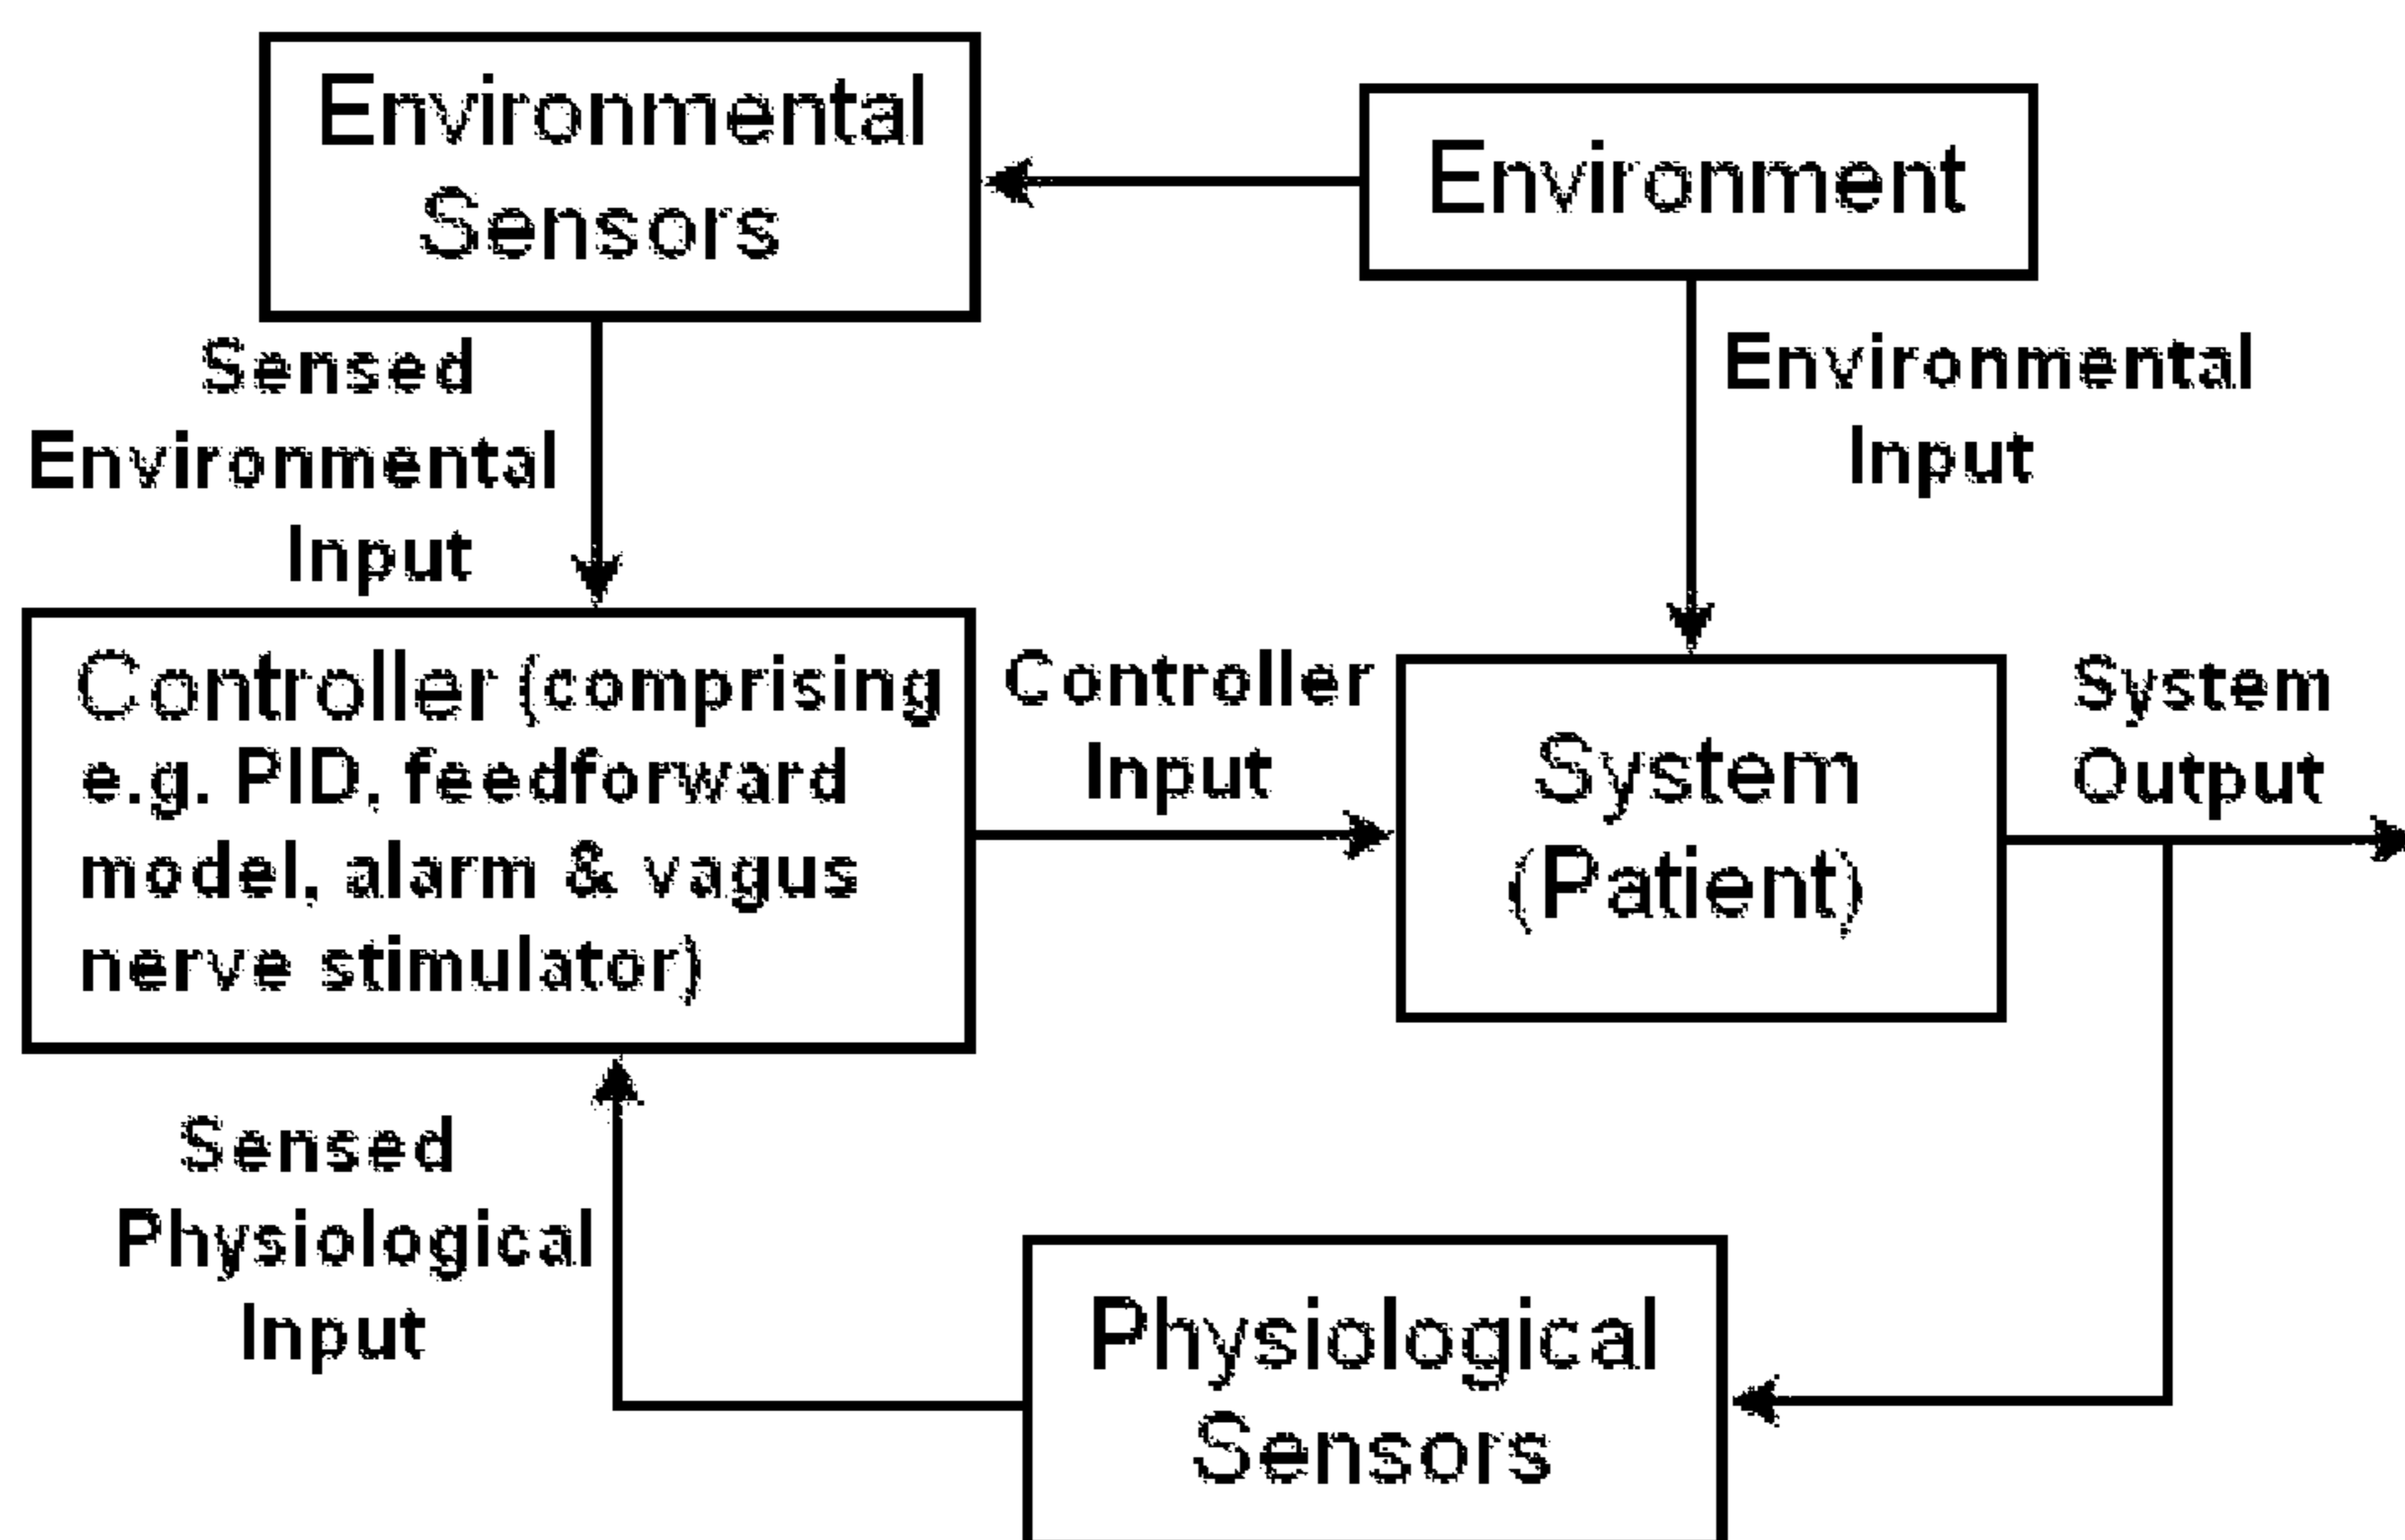 Environmental
Sensors
Environment
Sensed
Environmental
Input
Environmental
Input
Controller (comprising
e.g. PID, feedforward
model, alarm & vagus
nerve stimulator)
Controller
Input
System
(Patient)
System
Output
Sensed
Physiological
Input
Physiological
Sensors